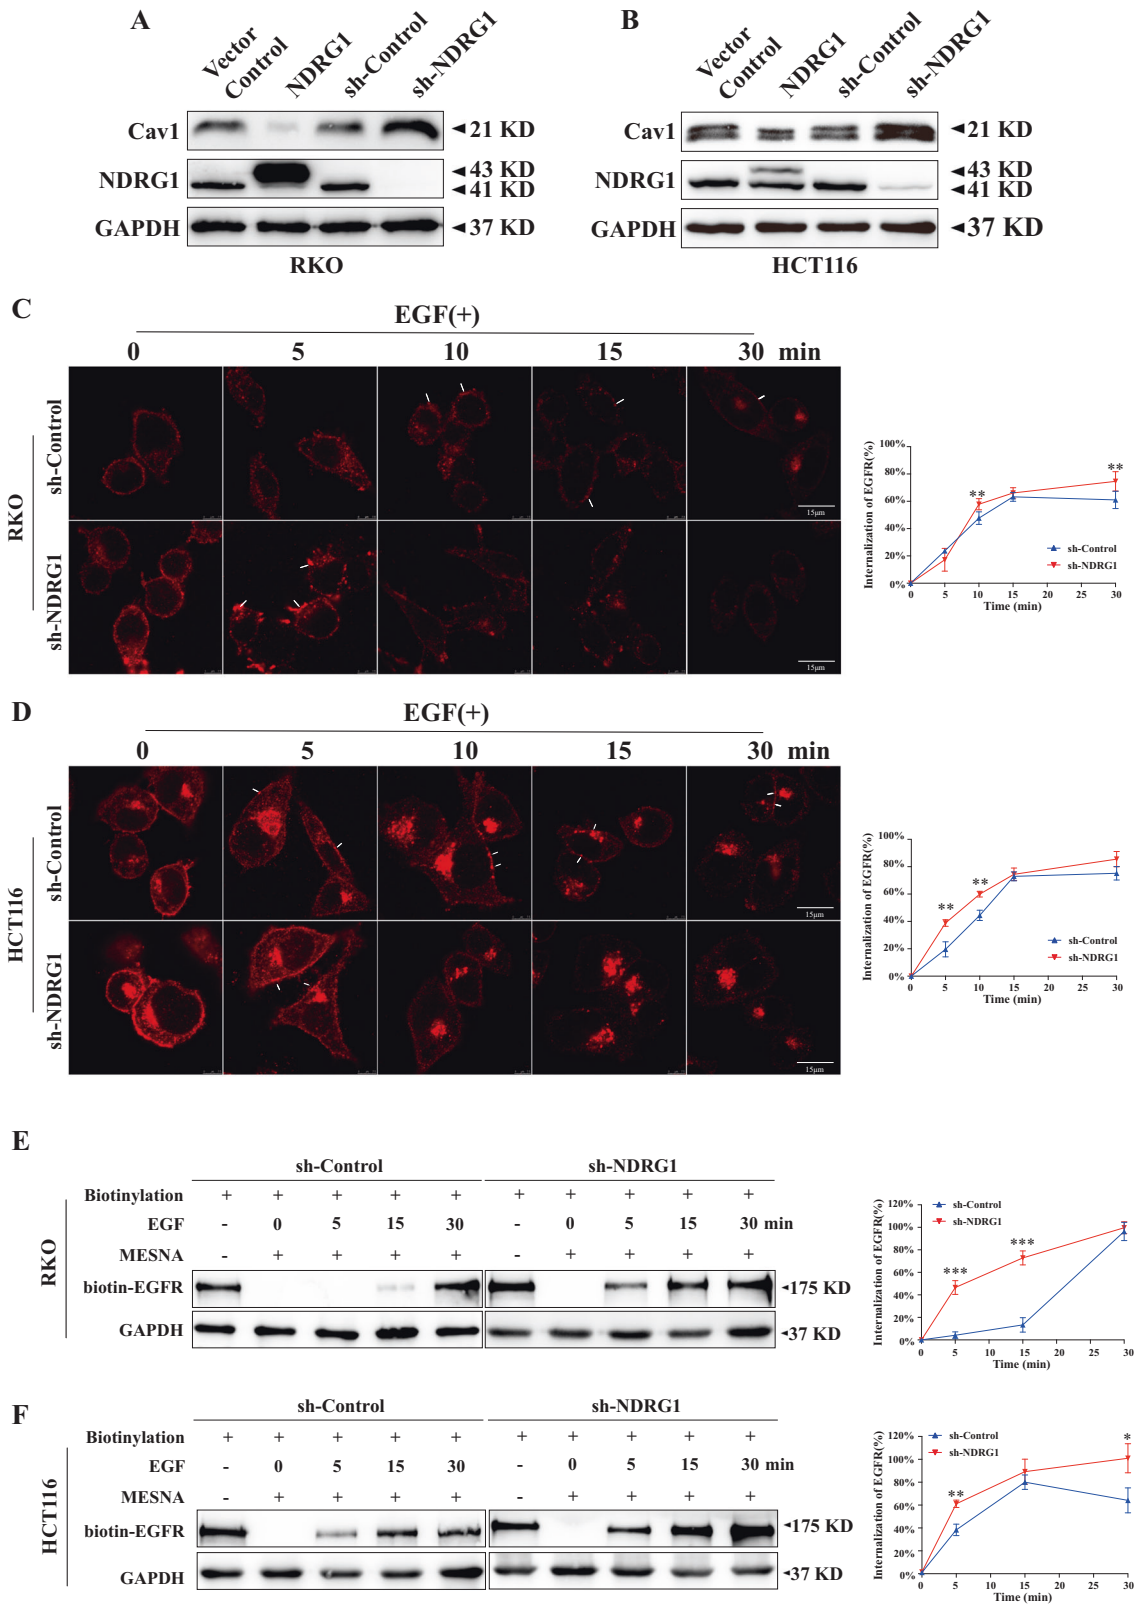 A
Vector Control
NDRG1
sh-Control
sh-NDRG1
Cav1
◄21 KD
NDRG1
◄43 KD
◄41 KD
GAPDH
◄37 KD
RKO
B
Vector Control
NDRG1
sh-Control
sh-NDRG1
Cav1
◄21 KD
NDRG1
◄43 KD
◄41 KD
GAPDH
◄37 KD
HCT116
C
EGF(+)
0 5 10 15 30 min
RKO
sh-Control
15μm
sh-NDRG1
15μm
Internalization of EGFR(%)
100%
80%
60%
40%
20%
0%
** **
sh-Control
sh-NDRG1
0 5 10 15 20 25 30
Time (min)
D
EGF(+)
0 5 10 15 30 min
HCT116
sh-Control
15μm
sh-NDRG1
15μm
Internalization of EGFR(%)
100%
80%
60%
40%
20%
0%
** **
sh-Control
sh-NDRG1
0 5 10 15 20 25 30
Time (min)
E
RKO
sh-Control sh-NDRG1
Biotinylation + + + + + + + + + +
EGF - 0 5 15 30 - 0 5 15 30 min
MESNA - + + + + - + + + +
biotin-EGFR ◄175 KD
GAPDH ◄37 KD
Internalization of EGFR(%)
120%
100%
80%
60%
40%
20%
0%
sh-Control
sh-NDRG1
*** ***
0 5 10 15 20 25 30
Time (min)
F
HCT116
sh-Control sh-NDRG1
Biotinylation + + + + + + + + + +
EGF - 0 5 15 30 - 0 5 15 30 min
MESNA - + + + + - + + + +
biotin-EGFR ◄175 KD
GAPDH ◄37 KD
Internalization of EGFR(%)
120%
100%
80%
60%
40%
20%
0%
sh-Control
sh-NDRG1
** *
0 5 10 15 20 25 30
Time (min)